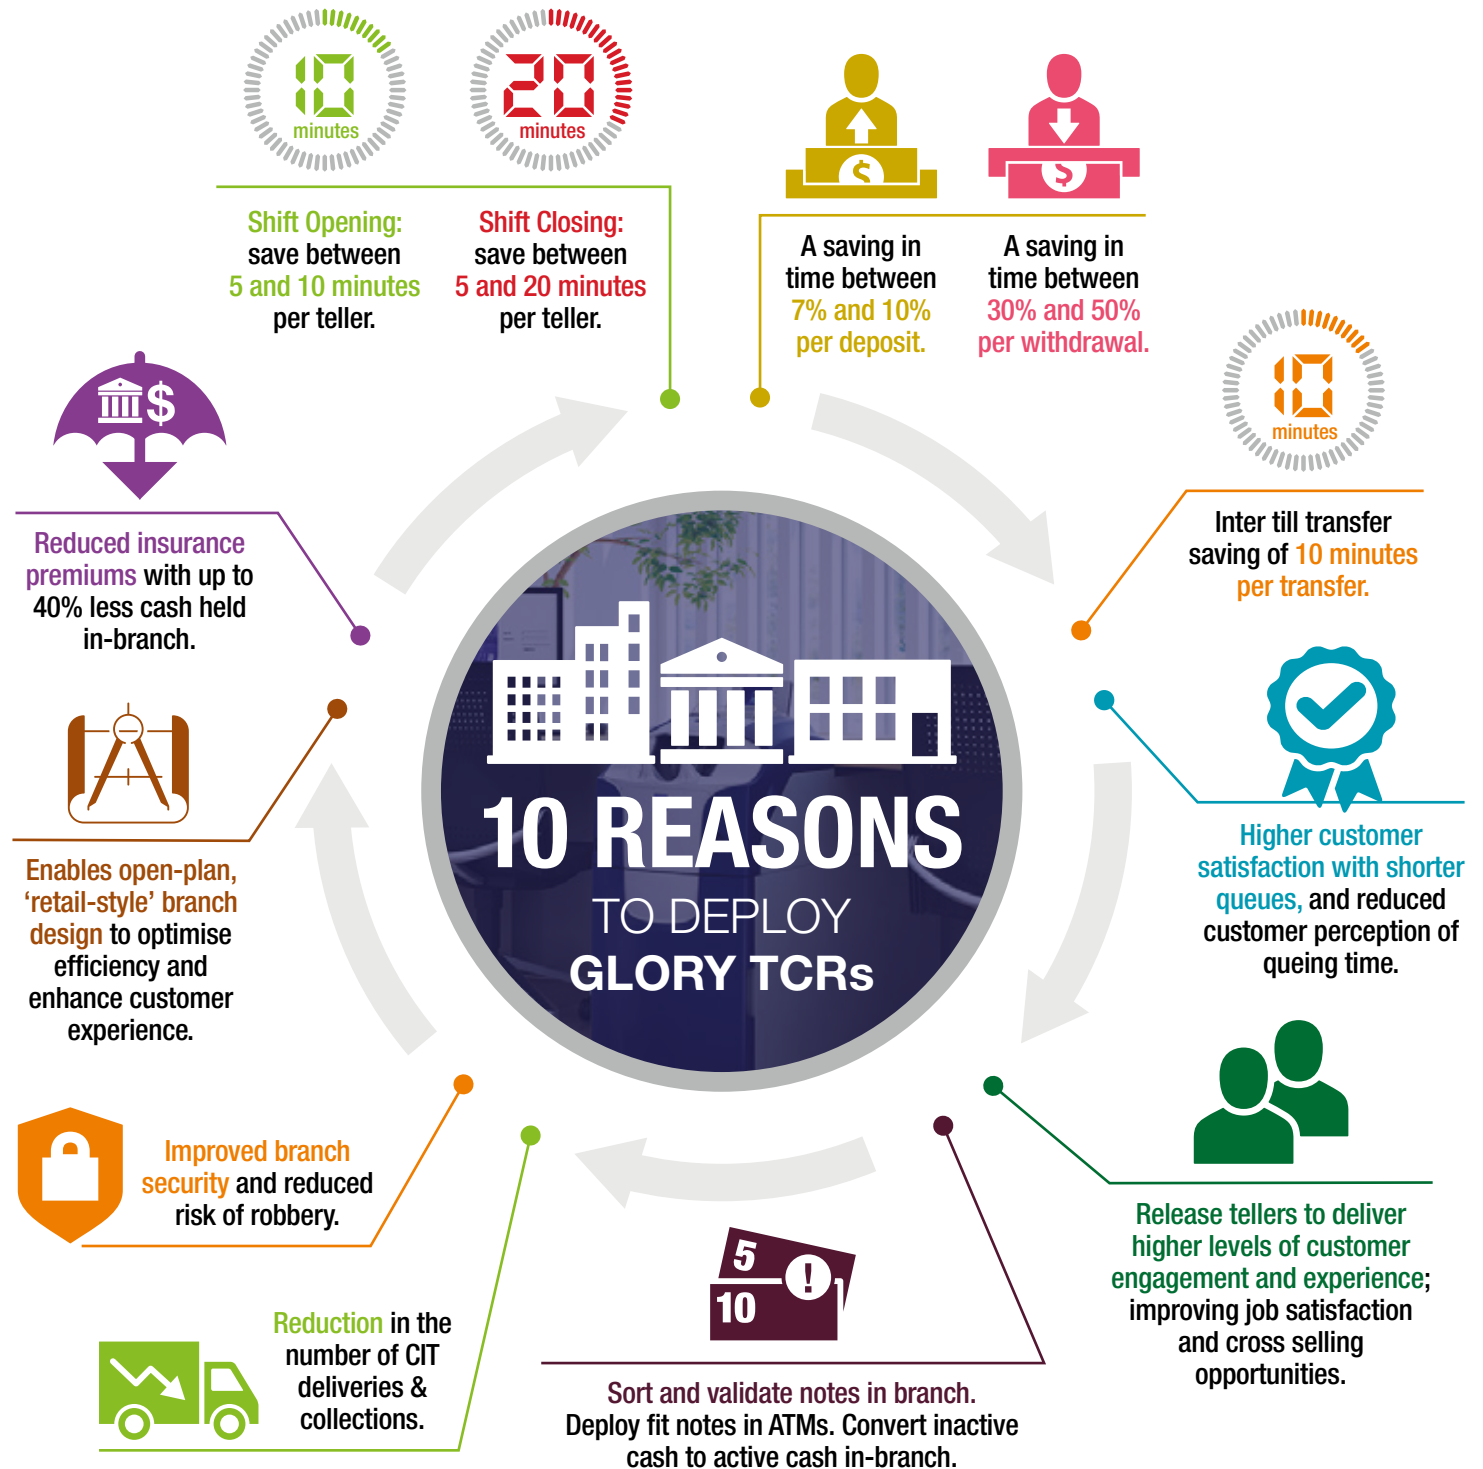 10
minutes
20
minutes
Shift Opening:
save between
5 and 10 minutes
per teller.
Shift Closing:
save between
5 and 20 minutes
per teller.
$
A saving in
time between
7% and 10%
per deposit.
$
A saving in
time between
30% and 50%
per withdrawal.
10
minutes
Inter till transfer
saving of 10 minutes
per transfer.
Higher customer
satisfaction with shorter
queues, and reduced
customer perception of
queing time.
Release tellers to deliver
higher levels of customer
engagement and experience;
improving job satisfaction
and cross selling
opportunities.
5
10
!
Sort and validate notes in branch.
Deploy fit notes in ATMs. Convert inactive
cash to active cash in-branch.
Reduction in the
number of CIT
deliveries &
collections.
Improved branch
security and reduced
risk of robbery.
Enables open-plan,
‘retail-style’ branch
design to optimise
efficiency and
enhance customer
experience.
$
Reduced insurance
premiums with up to
40% less cash held
in-branch.
10 REASONS
TO DEPLOY
GLORY TCRs